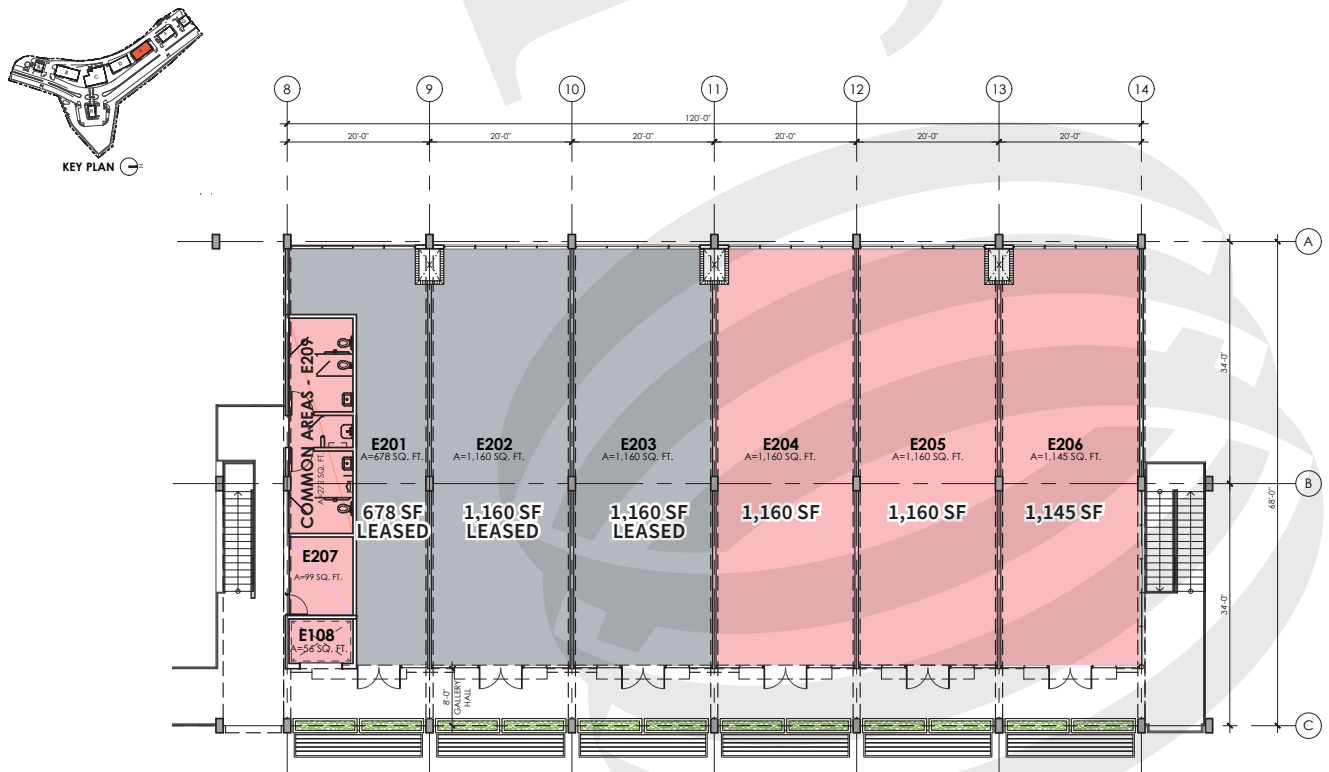 KEY PLAN
8
9
10
11
12
13
14
120'-0"
20'-0"
20'-0"
20'-0"
20'-0"
20'-0"
20'-0"
A
B
C
34'-0"
34'-0"
68'-0"
COMMON AREAS - E209
A=272 SQ. FT.
E201
A=678 SQ. FT.
678 SF
LEASED
E202
A=1,160 SQ. FT.
1,160 SF
LEASED
E203
A=1,160 SQ. FT.
1,160 SF
LEASED
E204
A=1,160 SQ. FT.
1,160 SF
E205
A=1,160 SQ. FT.
1,160 SF
E206
A=1,145 SQ. FT.
1,145 SF
E207
A=99 SQ. FT.
E108
A=56 SQ. FT.
8'-0"
GALLERY
HALL